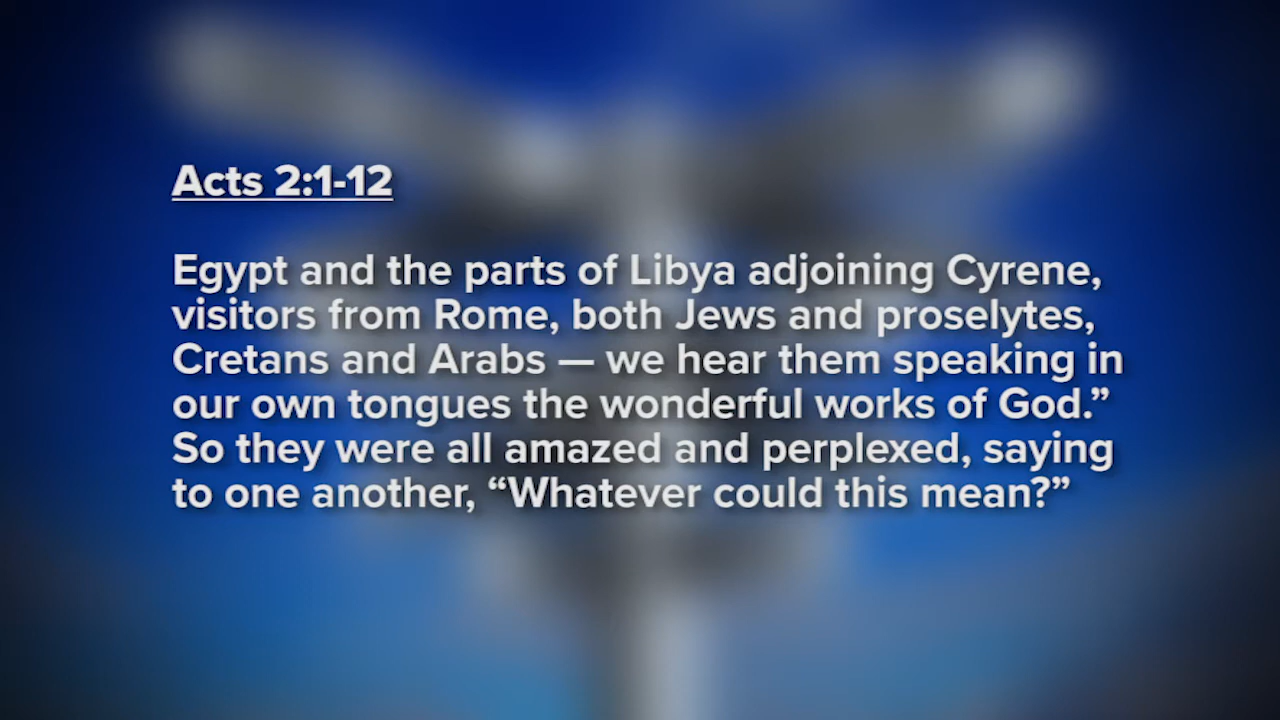 Acts 2:1-12
Egypt and the parts of Libya adjoining Cyrene,
visitors from Rome, both Jews and proselytes,
Cretans and Arabs — we hear them speaking in
our own tongues the wonderful works of God.”
So they were all amazed and perplexed, saying
to one another, “Whatever could this mean?”